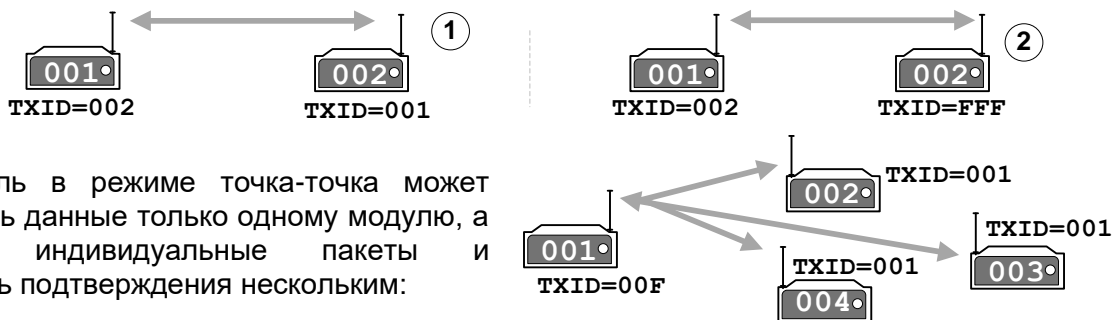 1
2
001
002
001
002
TXID=002
TXID=001
TXID=002
TXID=FFF
в режиме точка-точка может
данные только одному модулю, а
индивидуальные пакеты и
подтверждения нескольким:
001
TXID=00F
002
TXID=001
TXID=001
003
TXID=001
004